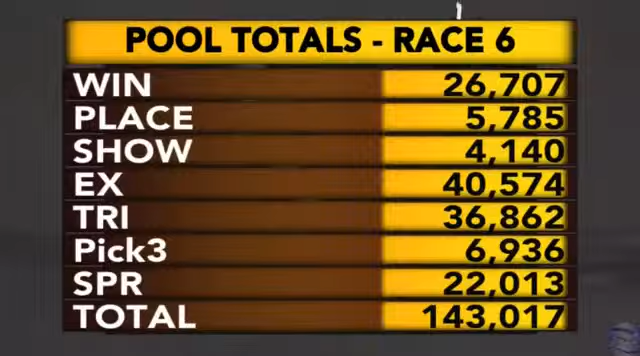 POOL TOTALS - RACE 6
WIN 26,707
PLACE 5,785
SHOW 4,140
EX 40,574
TRI 36,862
Pick3 6,936
SPR 22,013
TOTAL 143,017